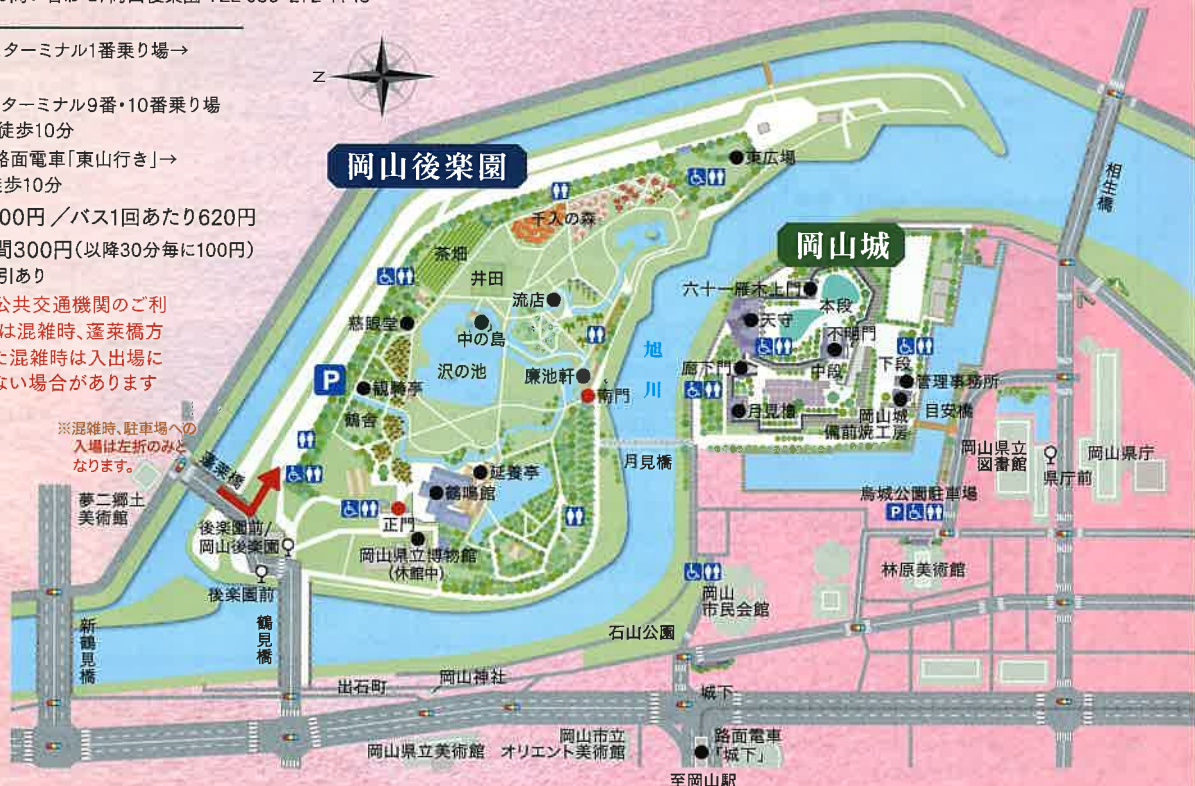 ターミナル1番乗り場→
ターミナル9番・10番乗り場
徒歩10分
路面電車「東山行き」→
歩10分
00円／バス1回あたり620円
間300円(以降30分毎に100円)
引あり
公共交通機関のご利
は混雑時、蓬莱橋方
た混雑時は入出場に
ない場合があります
※混雑時、駐車場への
入場は左折のみと
なります。
N
岡山後楽園
東広場
相生橋
千入の森
茶畑
井田
流店
慈眼堂
中の島
沢の池
廉池軒
南門
P
観騎亭
鶴舎
旭川
岡山城
六十一雁木上門
本段
天守
不明門
廊下門
中段
下段
管理事務所
月見櫓
岡山城
備前焼工房
目安橋
月見橋
岡山県立
図書館
県庁前
岡山県庁
烏城公園駐車場
P
林原美術館
蓬莱橋
夢二郷土
美術館
後楽園前/
岡山後楽園
後楽園前
延養亭
鶴鳴館
正門
岡山県立博物館
(休館中)
岡山
市民会館
石山公園
新鶴見橋
鶴見橋
出石町
岡山神社
城下
岡山県立美術館
岡山市立
オリエント美術館
路面電車
「城下」
至岡山駅